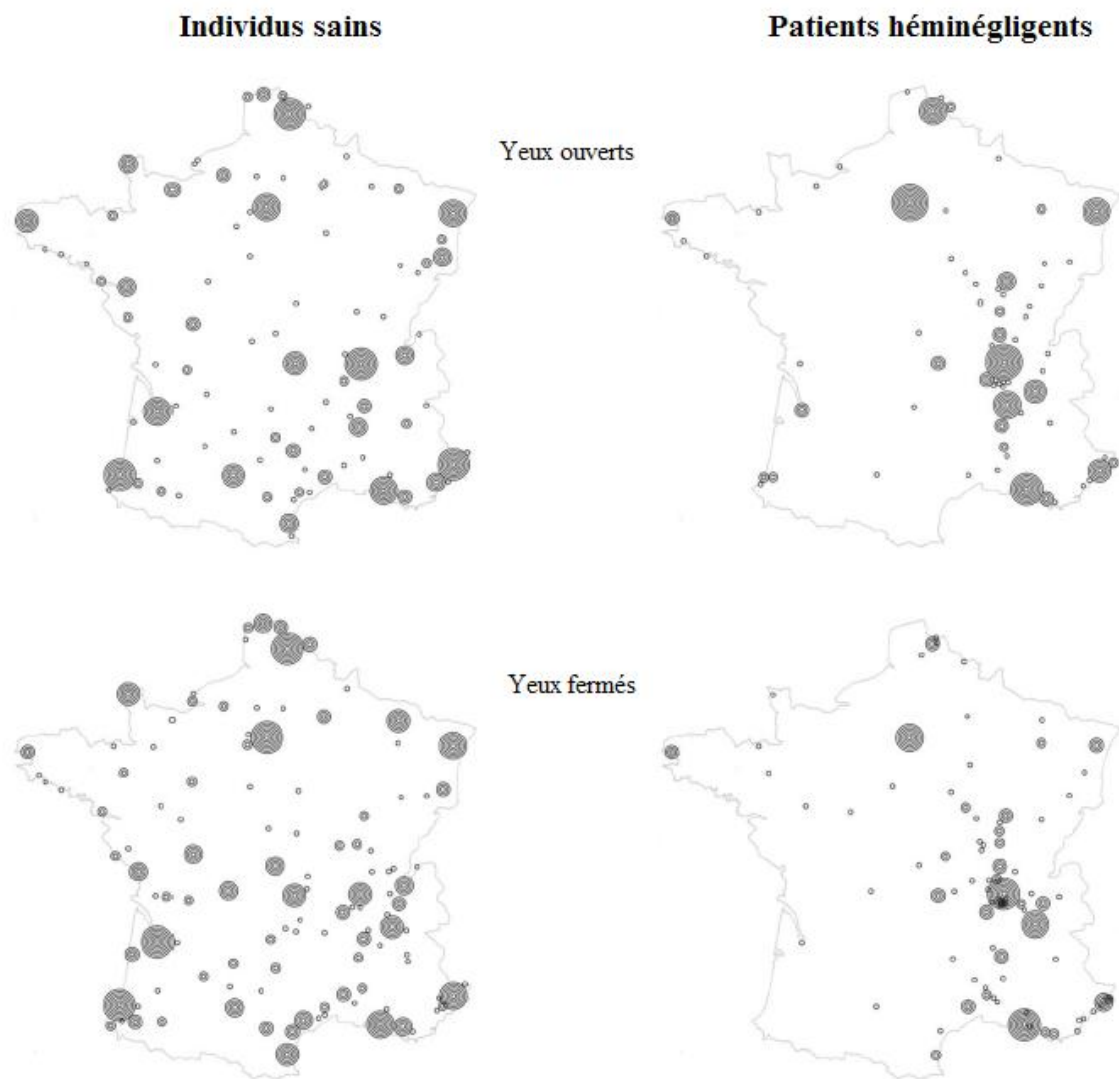 Individus sains
Patients héminégligents
Yeux ouverts
Yeux fermés